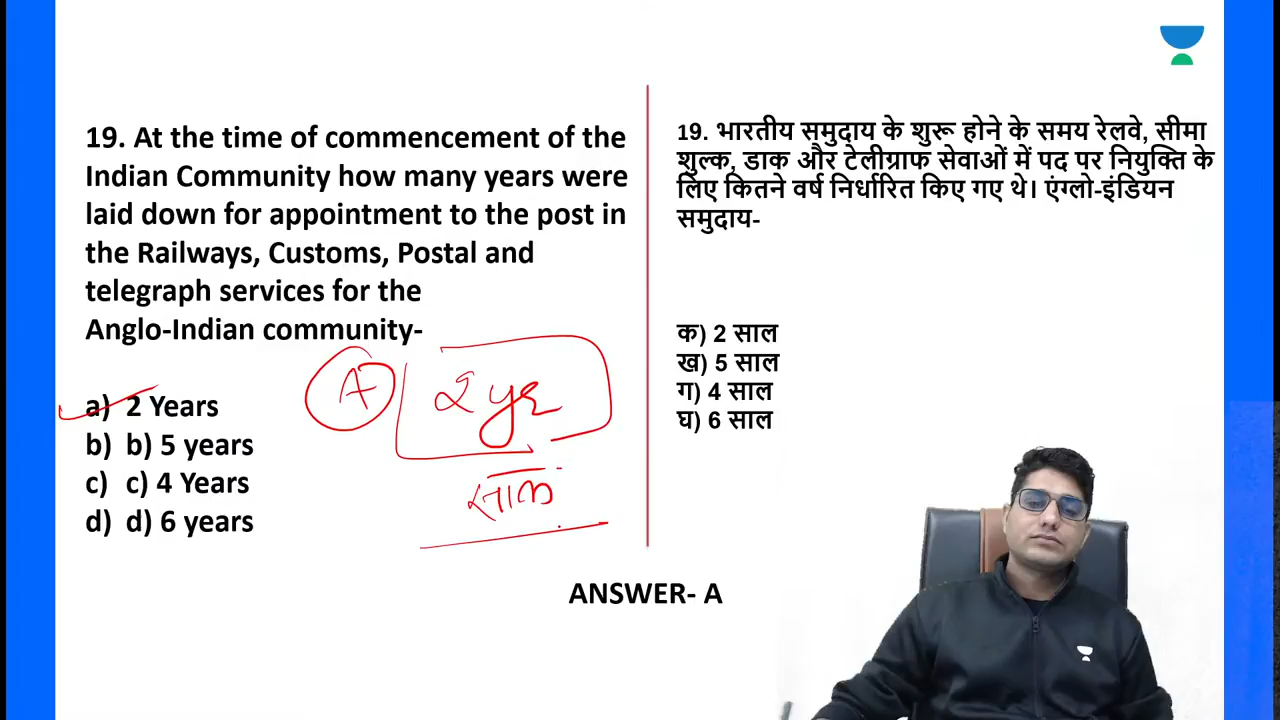 19. At the time of commencement of the
Indian Community how many years were
laid down for appointment to the post in
the Railways, Customs, Postal and
telegraph services for the
Anglo-Indian community-
a) 2 Years
b) b) 5 years
c) c) 4 Years
d) d) 6 years
A
2 yr
साल
19. भारतीय समुदाय के शुरू होने के समय रेलवे, सीमा
शुल्क, डाक और टेलीग्राफ सेवाओं में पद पर नियुक्ति के
लिए कितने वर्ष निर्धारित किए गए थे। एंग्लो-इंडियन
समुदाय-
क) 2 साल
ख) 5 साल
ग) 4 साल
घ) 6 साल
ANSWER- A